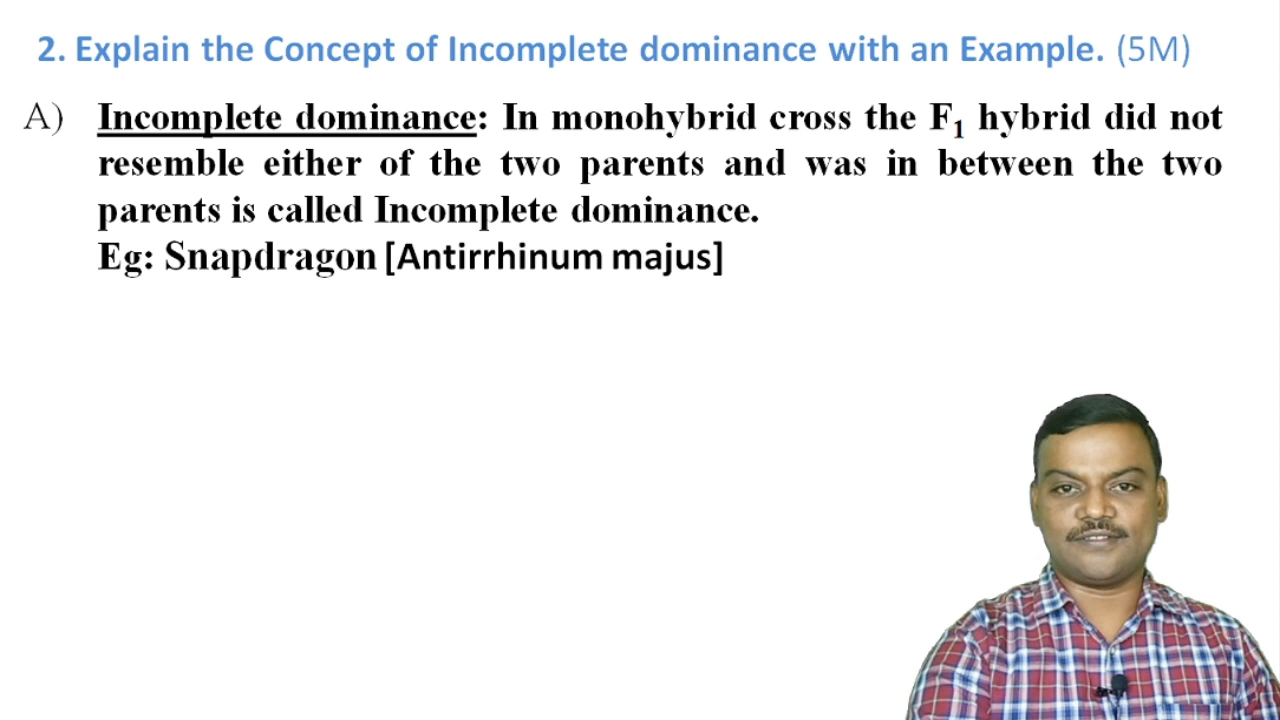 2. Explain the Concept of Incomplete dominance with an Example. (5M)
A) Incomplete dominance: In monohybrid cross the F₁ hybrid did not
resemble either of the two parents and was in between the two
parents is called Incomplete dominance.
Eg: Snapdragon [Antirrhinum majus]